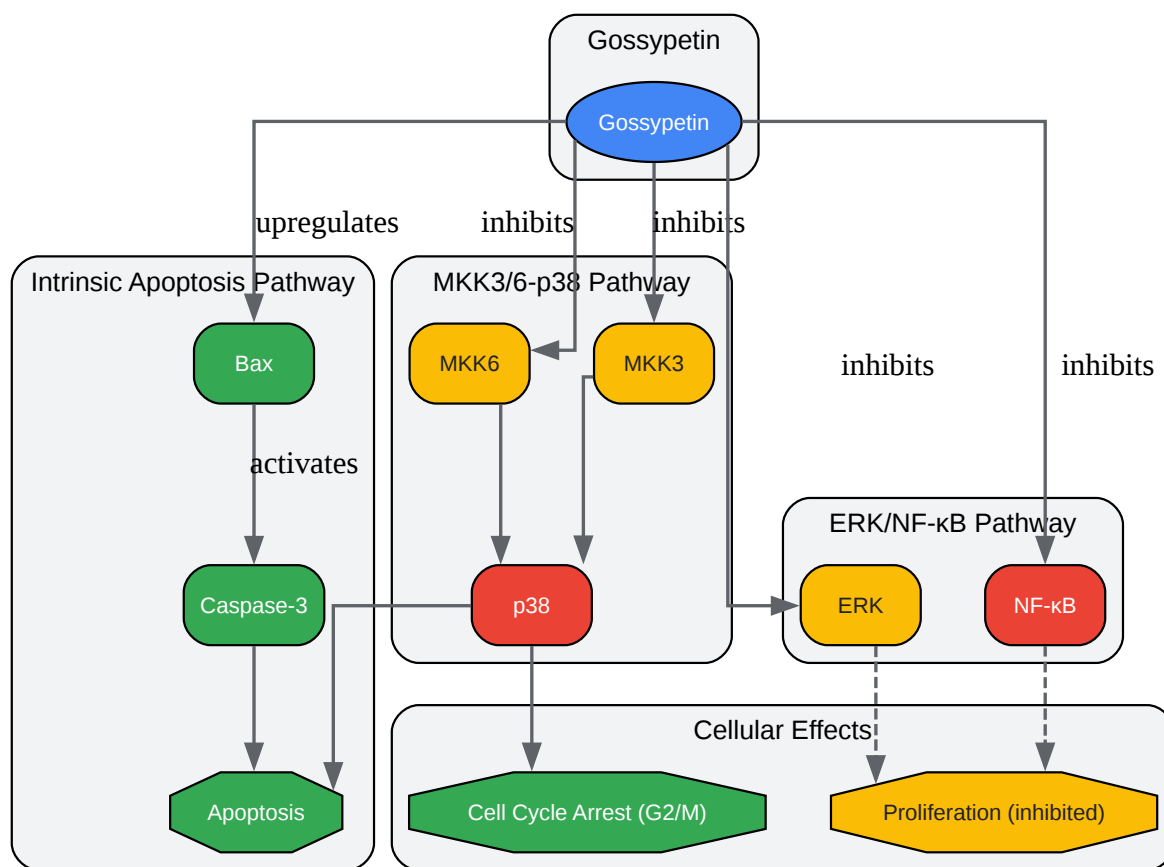 Gossypetin
Gossypetin
upregulates
inhibits
inhibits
Intrinsic Apoptosis Pathway
MKK3/6-p38 Pathway
Bax
MKK6
MKK3
inhibits
inhibits
activates
ERK/NF-κB Pathway
Caspase-3
p38
ERK
NF-κB
Cellular Effects
Apoptosis
Cell Cycle Arrest (G2/M)
Proliferation (inhibited)